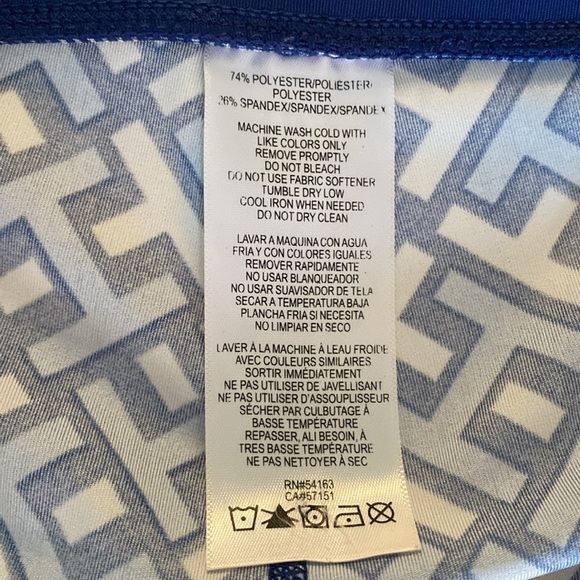 74% POLYESTER/POLIESTER/
POLYESTER
26% SPANDEX/SPANDEX/SPANDEX
MACHINE WASH COLD WITH
LIKE COLORS ONLY
REMOVE PROMPTLY
DO NOT BLEACH
DO NOT USE FABRIC SOFTENER
TUMBLE DRY LOW
COOL IRON WHEN NEEDED
DO NOT DRY CLEAN
LAVAR A MAQUINA CON AGUA
FRIA Y CON COLORES IGUALES
REMOVER RAPIDAMENTE
NO USAR BLANQUEADOR
NO USAR SUAVISADOR DE TELA
SECAR A TEMPERATURA BAJA
PLANCHA FRIA SI NECESITA
NO LIMPIAR EN SECO
LAVER À LA MACHINE À LEAU FROIDE
AVEC COULEURS SIMILAIRES
SORTIR IMMÉDIATEMENT
NE PAS UTILISER DE JAVELLISANT
NE PAS UTILISER D'ASSOUPLISSEUR
SÉCHER PAR CULBUTAGE À
BASSE TEMPÉRATURE
REPASSER, ALI BESOIN, À
TRES BASSE TEMPÉRATURE
NE PAS NETTOYER À SEC
RN#54163
CA#57151